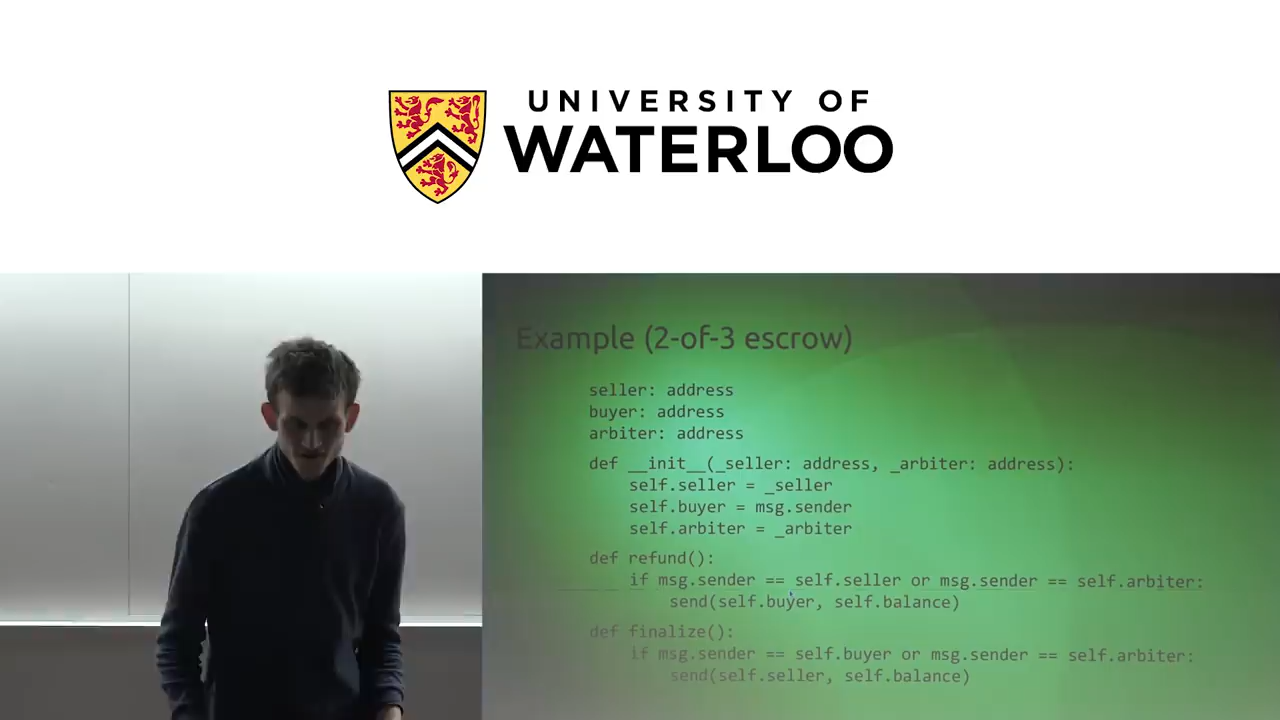 UNIVERSITY OF
WATERLOO
Example (2-of-3 escrow)
seller: address
buyer: address
arbiter: address
def __init__(_seller: address, _arbiter: address):
self.seller = _seller
self.buyer = msg.sender
self.arbiter = _arbiter
def refund():
if msg.sender == self.seller or msg.sender == self.arbiter:
send(self.buyer, self.balance)
def finalize():
if msg.sender == self.buyer or msg.sender == self.arbiter:
send(self.seller, self.balance)